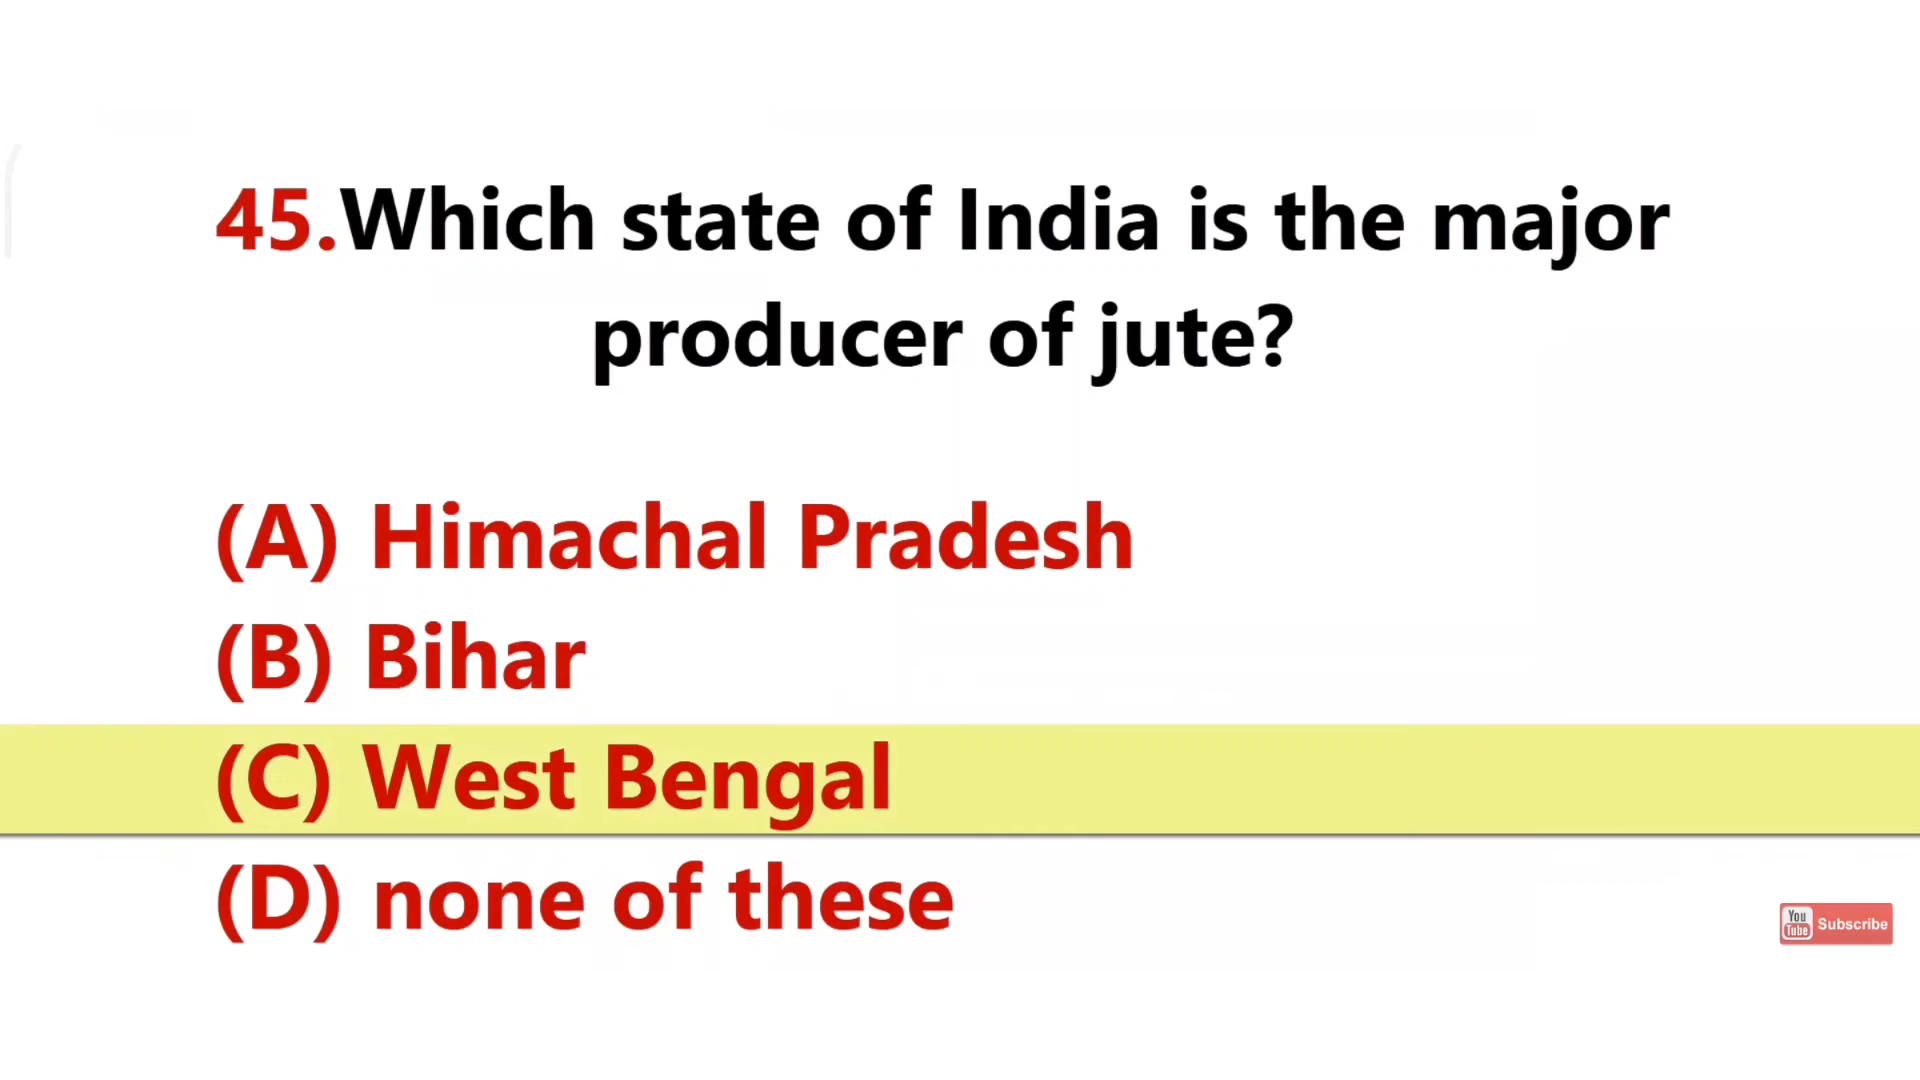 45.Which state of India is the major
producer of jute?
(A) Himachal Pradesh
(B) Bihar
(C) West Bengal
(D) none of these
You
Tube Subscribe